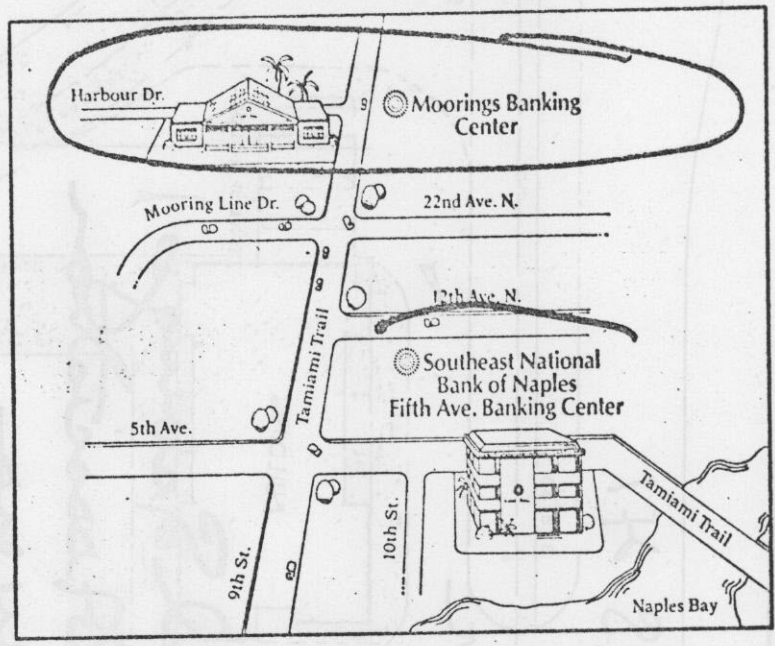 Harbour Dr.
Moorings Banking
Center
Mooring Line Dr.
22nd Ave. N.
12th Ave. N.
Tamiami Trail
Southeast National
Bank of Naples
Fifth Ave. Banking Center
5th Ave.
Tamiami Trail
9th St.
10th St.
Naples Bay